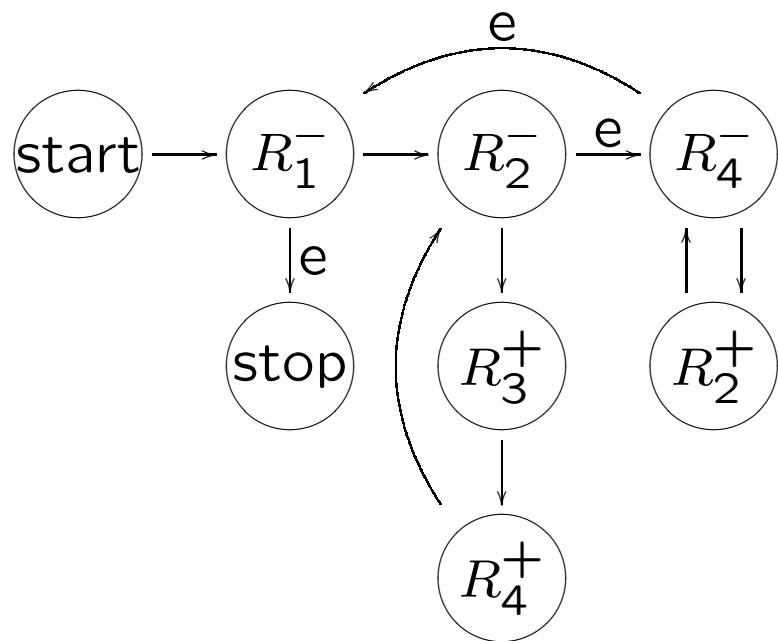 e
start R₁⁻ R₂⁻ e R₄⁻
e
stop R₃⁺ R₂⁺
R₄⁺